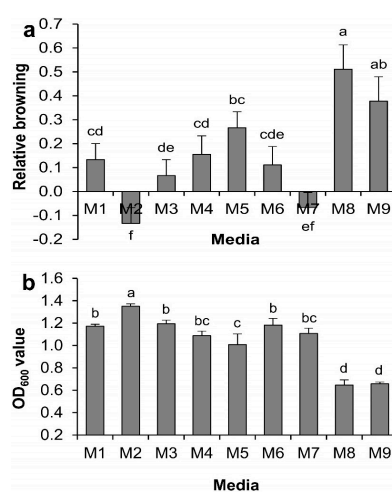 a
Relative browning
0.7
0.6
0.5
0.4
0.3
0.2
0.1
0.0
-0.1
-0.2
cd f de cd bc cde ef a ab
M1 M2 M3 M4 M5 M6 M7 M8 M9
Media
b
OD600 value
1.6
1.4
1.2
1.0
0.8
0.6
0.4
0.2
b a b bc c b bc d d
M1 M2 M3 M4 M5 M6 M7 M8 M9
Media